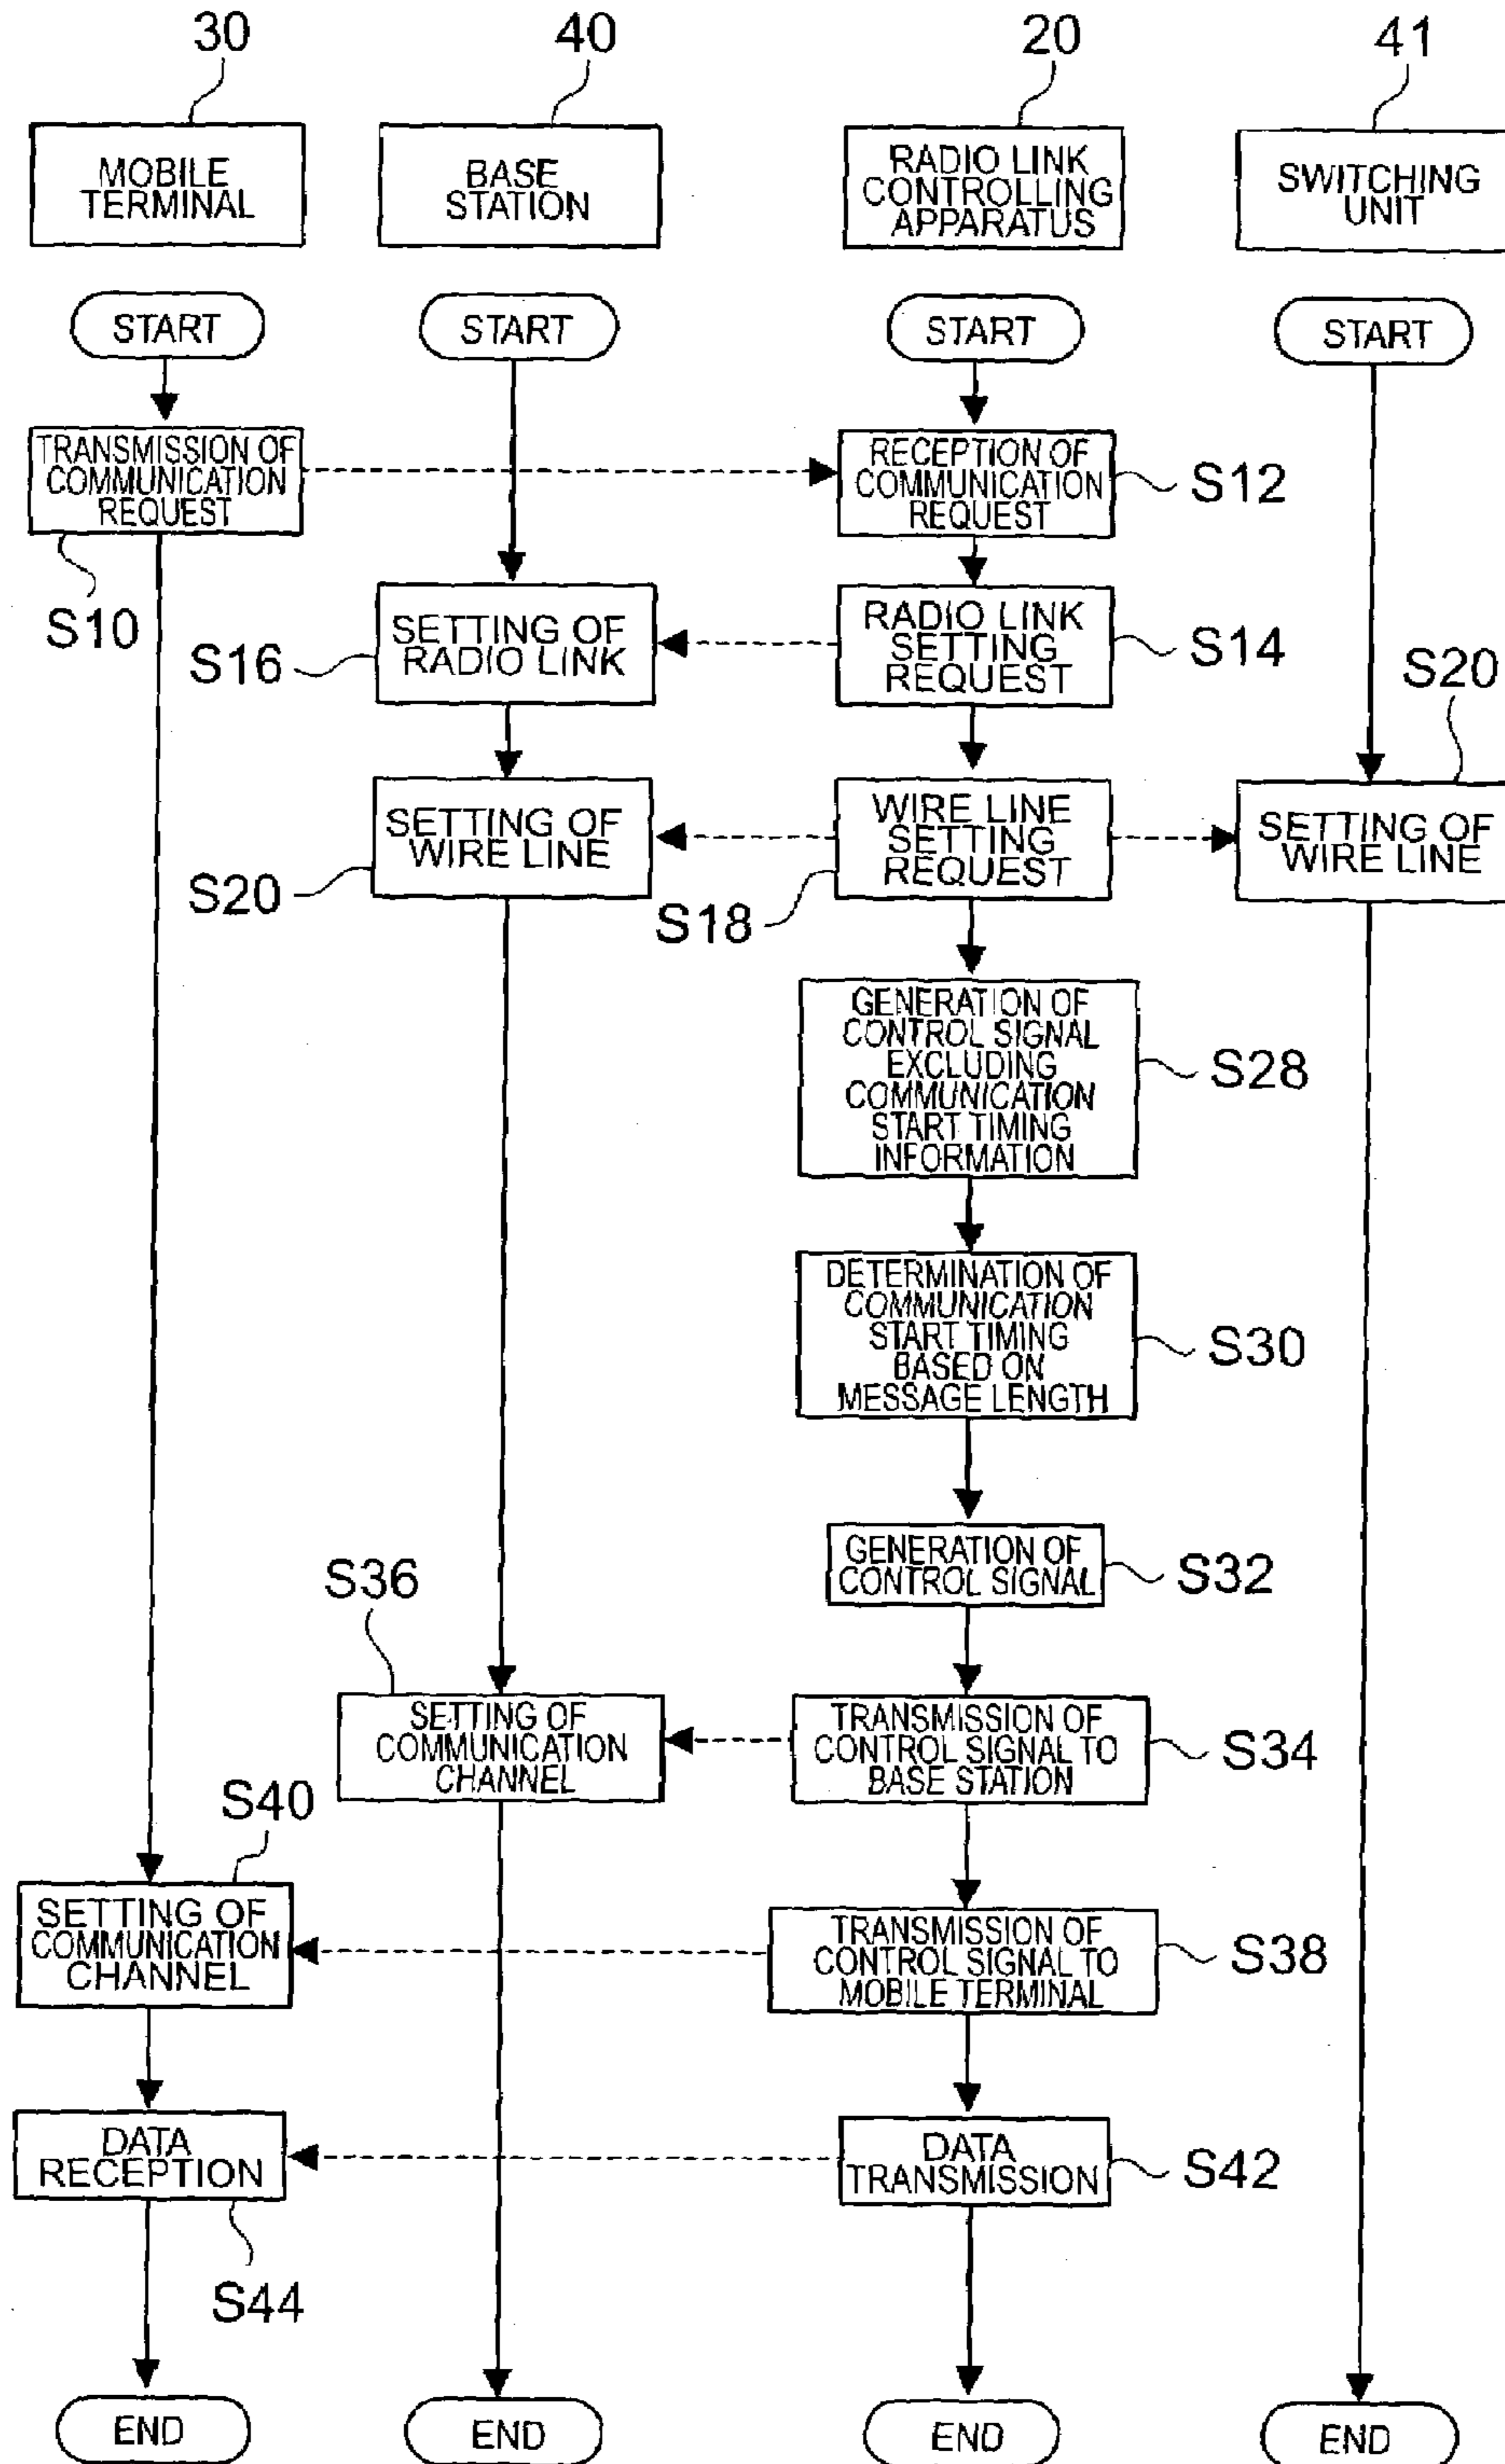 30
40
20
41
MOBILE
TERMINAL
BASE
STATION
RADIO LINK
CONTROLLING
APPARATUS
SWITCHING
UNIT
START
START
START
START
TRANSMISSION OF
COMMUNICATION
REQUEST
S10
RECEPTION OF
COMMUNICATION
REQUEST
S12
SETTING OF
RADIO LINK
S16
RADIO LINK
SETTING
REQUEST
S14
S20
SETTING OF
WIRE LINE
S20
WIRE LINE
SETTING
REQUEST
S18
SETTING OF
WIRE LINE
GENERATION OF
CONTROL SIGNAL
EXCLUDING
COMMUNICATION
START TIMING
INFORMATION
S28
DETERMINATION OF
COMMUNICATION
START TIMING
BASED ON
MESSAGE LENGTH
S30
GENERATION OF
CONTROL SIGNAL
S32
S36
SETTING OF
COMMUNICATION
CHANNEL
TRANSMISSION OF
CONTROL SIGNAL TO
BASE STATION
S34
S40
SETTING OF
COMMUNICATION
CHANNEL
TRANSMISSION OF
CONTROL SIGNAL TO
MOBILE TERMINAL
S38
DATA
RECEPTION
S44
DATA
TRANSMISSION
S42
END
END
END
END